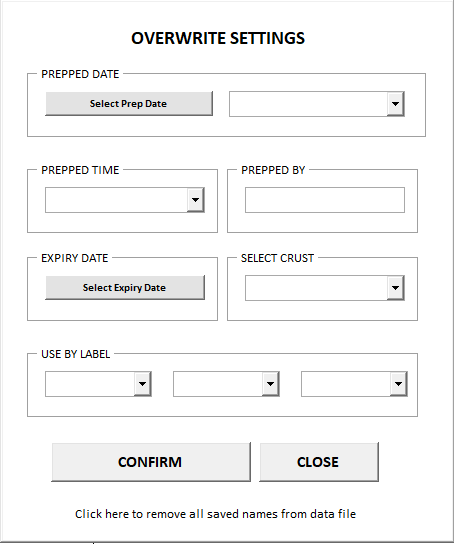 OVERWRITE SETTINGS
PREPPED DATE
Select Prep Date
PREPPED TIME
PREPPED BY
EXPIRY DATE
SELECT CRUST
Select Expiry Date
USE BY LABEL
CONFIRM
CLOSE
Click here to remove all saved names from data file